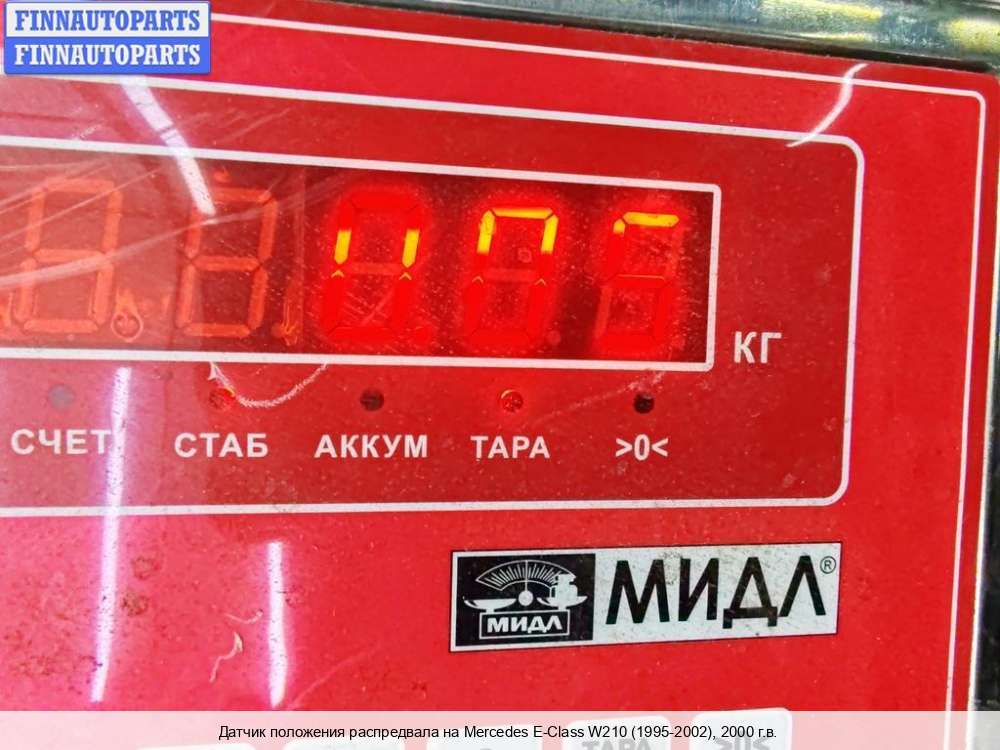 FINNAUTOPARTS
FINNAUTOPARTS
КГ
СЧЕТ СТАБ АККУМ ТАРА >0<
МИДЛ МИДЛ®
ТАРА >0<
Датчик положения распредвала на Mercedes E-Class W210 (1995-2002), 2000 г.в.